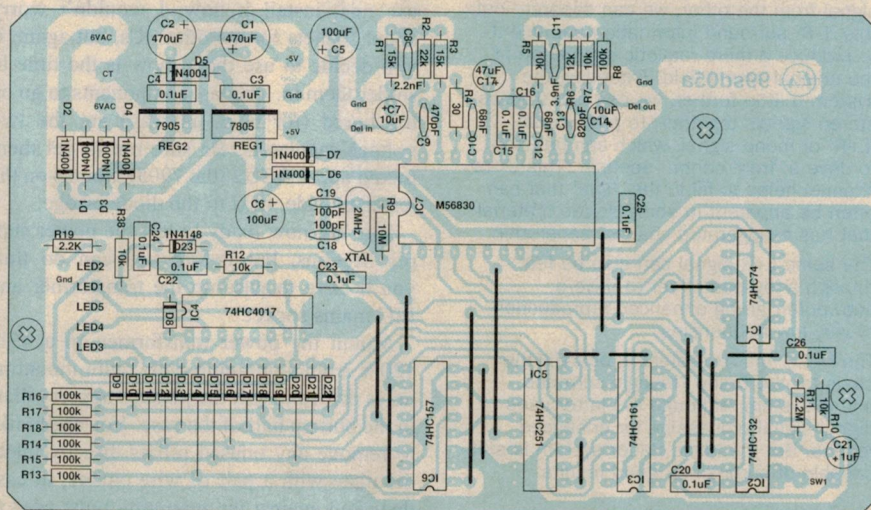 C2
470uF
C1
470uF
100uF
C5
6VAC
-5V
D5
1N4004
CT
C4
0.1uF
C3
0.1uF
Gnd
6VAC
7905
REG2
7805
REG1
+5V
D2
D4
1N4001
D1
D3
1N4004
D7
1N4004
D6
R1
15k
C8
2.2nF
R2
22k
R3
15k
Gnd
Del in
C7
10uF
470pF
C9
R4
30
47uF
C17
68nF
C10
C16
0.1uF
0.1uF
C15
R5
10k
C11
3.9nF
12k
R6
10k
R7
100k
R8
68nF
C12
C13
820pF
10uF
C14
Gnd
Del out
99sd05a
C6
100uF
C19
100pF
100pF
C18
2MHz
XTAL
R9
10M
IC7
M56830
C25
0.1uF
R19
2.2K
R38
10k
C24
0.1uF
1N4148
D23
0.1uF
C22
R12
10k
C23
0.1uF
LED2
Gnd
LED1
LED5
LED4
LED3
D8
IC4
74HC4017
74HC74
IC1
C26
0.1uF
D9
R16
100k
R17
100k
R18
100k
R14
100k
R15
100k
R13
100k
74HC157
IC6
IC5
74HC251
74HC161
IC3
C20
0.1uF
74HC132
IC2
2.2M
R11
10k
R10
C21
1uF
SW1